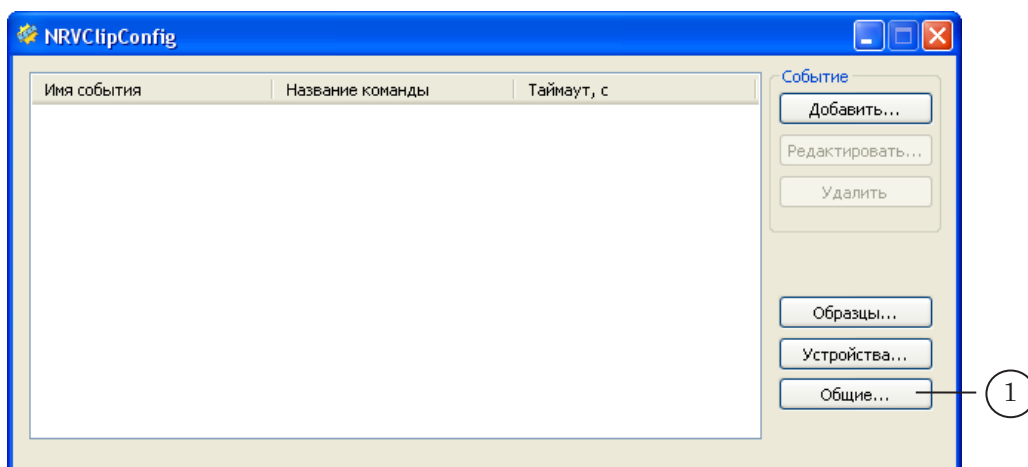 NRVClipConfig
Имя события Название команды Таймаут, с
Событие
Добавить...
Редактировать...
Удалить
Образцы...
Устройства...
Общие...
1